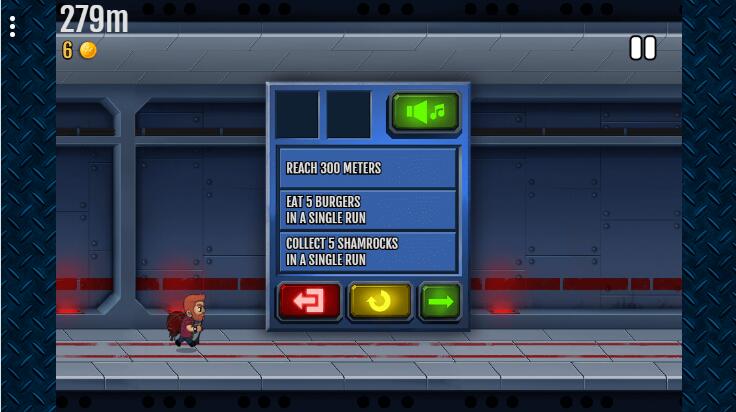 279m
6
REACH 300 METERS
EAT 5 BURGERS
IN A SINGLE RUN
COLLECT 5 SHAMROCKS
IN A SINGLE RUN